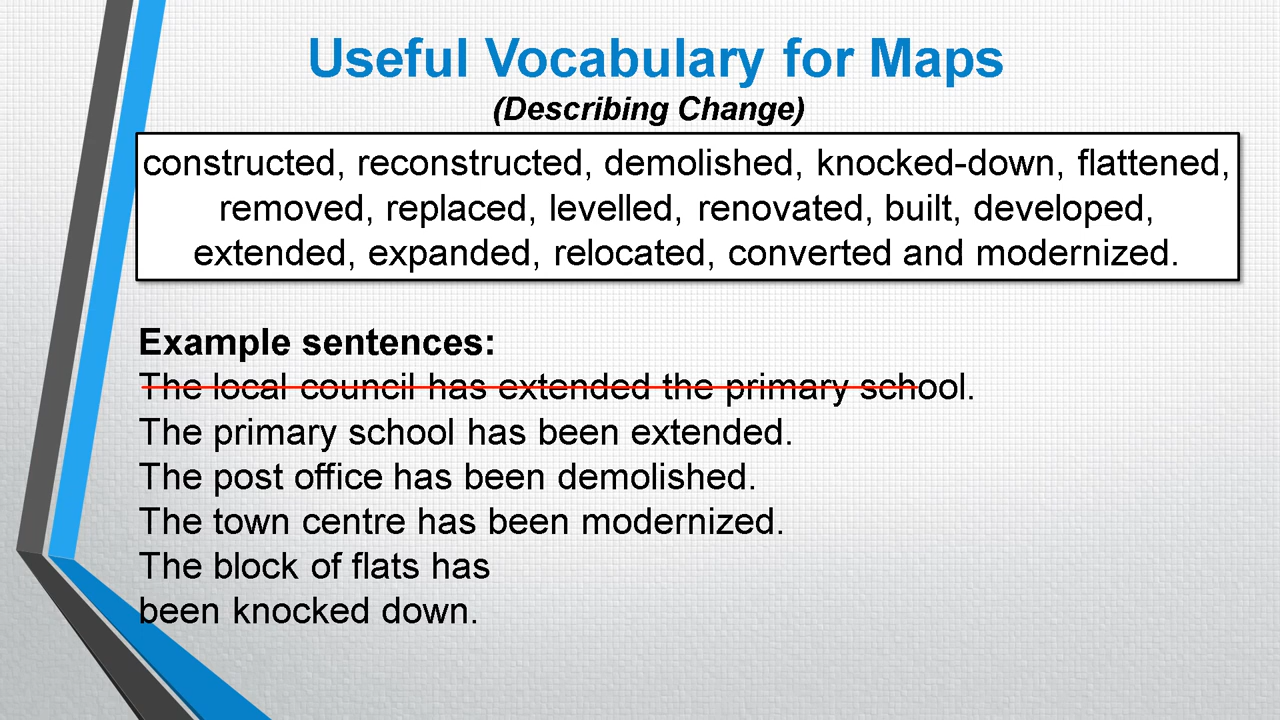 Useful Vocabulary for Maps
(Describing Change)
constructed, reconstructed, demolished, knocked-down, flattened,
removed, replaced, levelled, renovated, built, developed,
extended, expanded, relocated, converted and modernized.
Example sentences:
The local council has extended the primary school.
The primary school has been extended.
The post office has been demolished.
The town centre has been modernized.
The block of flats has
been knocked down.